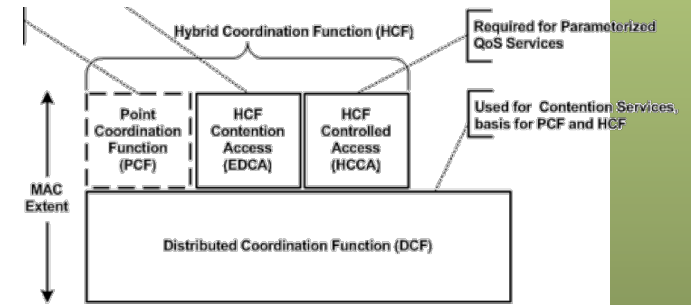 Hybrid Coordination Function (HCF)
Required for Parameterized
QoS Services
Point
Coordination
Function
(PCF)
HCF
Contention
Access
(EDCA)
HCF
Controlled
Access
(HCCA)
Used for Contention Services,
basis for PCF and HCF
MAC
Extent
Distributed Coordination Function (DCF)